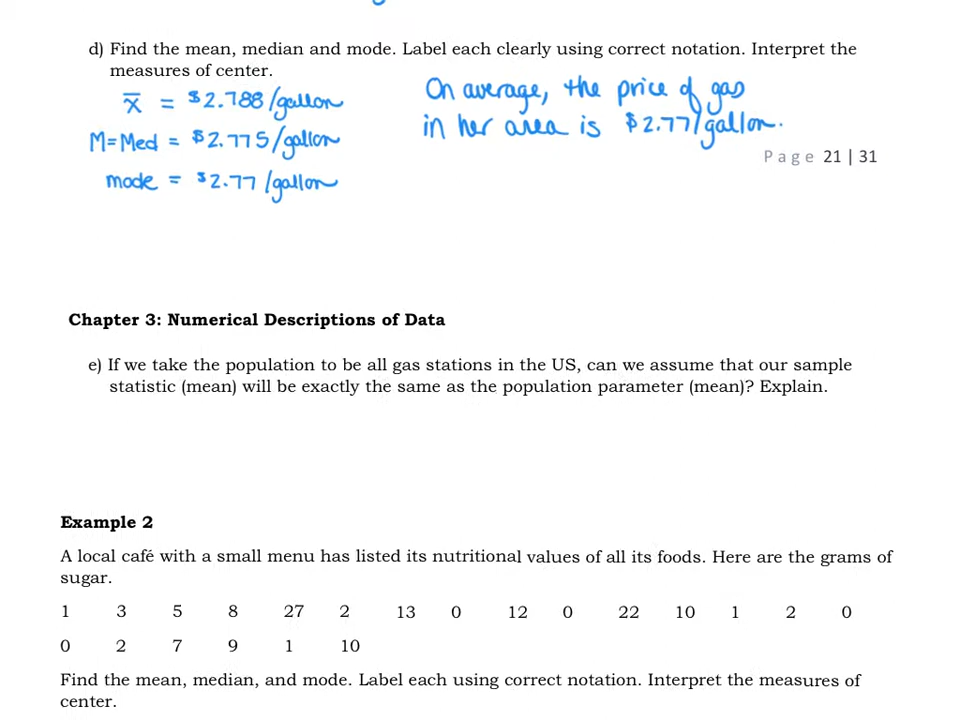 d) Find the mean, median and mode. Label each clearly using correct notation. Interpret the
measures of center.
x̅ = $2.788/gallon
M=Med = $2.775/gallon
mode = $2.77/gallon
On average, the price of gas
in her area is $2.77/gallon.
Page 21 | 31
Chapter 3: Numerical Descriptions of Data
e) If we take the population to be all gas stations in the US, can we assume that our sample
statistic (mean) will be exactly the same as the population parameter (mean)? Explain.
Example 2
A local café with a small menu has listed its nutritional values of all its foods. Here are the grams of
sugar.
1 3 5 8 27 2 13 0 12 0 22 10 1 2 0
0 2 7 9 1 10
Find the mean, median, and mode. Label each using correct notation. Interpret the measures of
center.